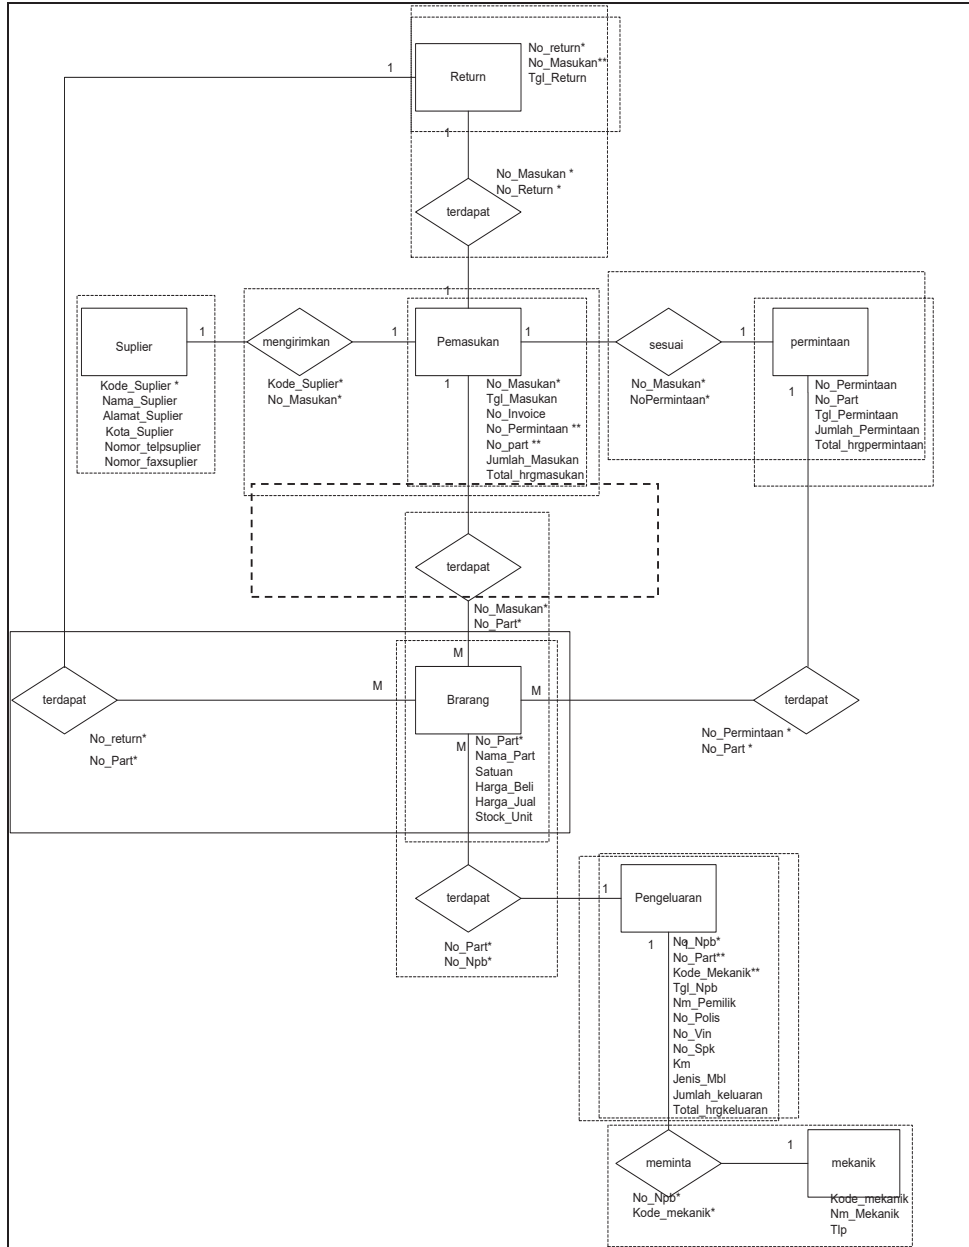 No_return*
No_Masukan**
Tgl_Return
Return
1
1
No_Masukan *
No_Return *
terdapat
1
Suplier
1
mengirimkan
1
Pemasukan
1
sesuai
1
permintaan
Kode_Suplier *
Nama_Suplier
Alamat_Suplier
Kota_Suplier
Nomor_telpsuplier
Nomor_faxsuplier
Kode_Suplier*
No_Masukan*
1
No_Masukan*
Tgl_Masukan
No_Invoice
No_Permintaan **
No_part **
Jumlah_Masukan
Total_hrgmasukan
No_Masukan*
NoPermintaan*
1
No_Permintaan
No_Part
Tgl_Permintaan
Jumlah_Permintaan
Total_hrgpermintaan
terdapat
No_Masukan*
No_Part*
M
terdapat
M
Brarang
M
terdapat
No_return*
No_Part*
M
No_Part*
Nama_Part
Satuan
Harga_Beli
Harga_Jual
Stock_Unit
No_Permintaan *
No_Part *
terdapat
1
Pengeluaran
No_Part*
No_Npb*
1
1
No_Npb*
No_Part**
Kode_Mekanik**
Tgl_Npb
Nm_Pemilik
No_Polis
No_Vin
No_Spk
Km
Jenis_Mbl
Jumlah_keluaran
Total_hrgkeluaran
meminta
1
mekanik
No_Npb*
Kode_mekanik*
Kode_mekanik
Nm_Mekanik
Tlp